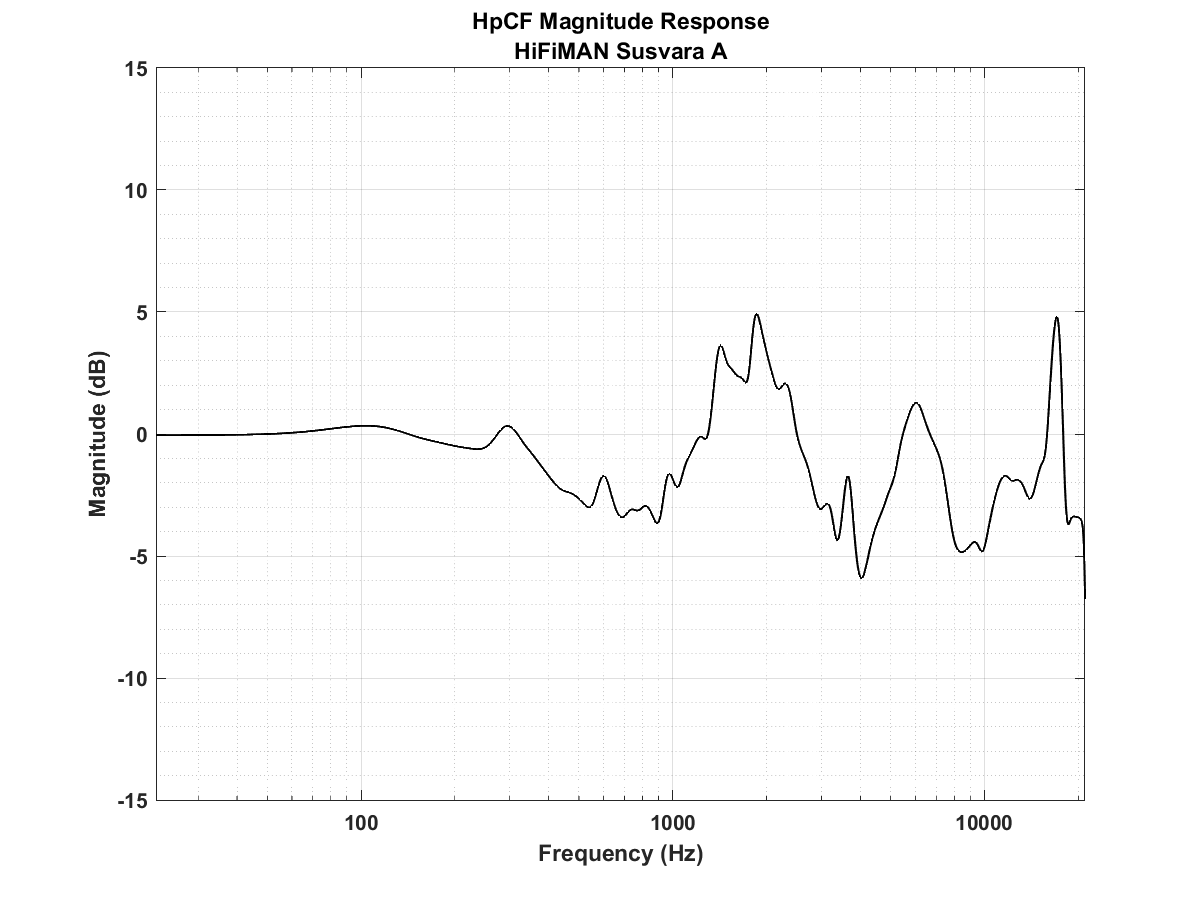 HpCF Magnitude Response
HiFiMAN Susvara A
15
10
5
0
-5
-10
-15
Magnitude (dB)
100
1000
10000
Frequency (Hz)